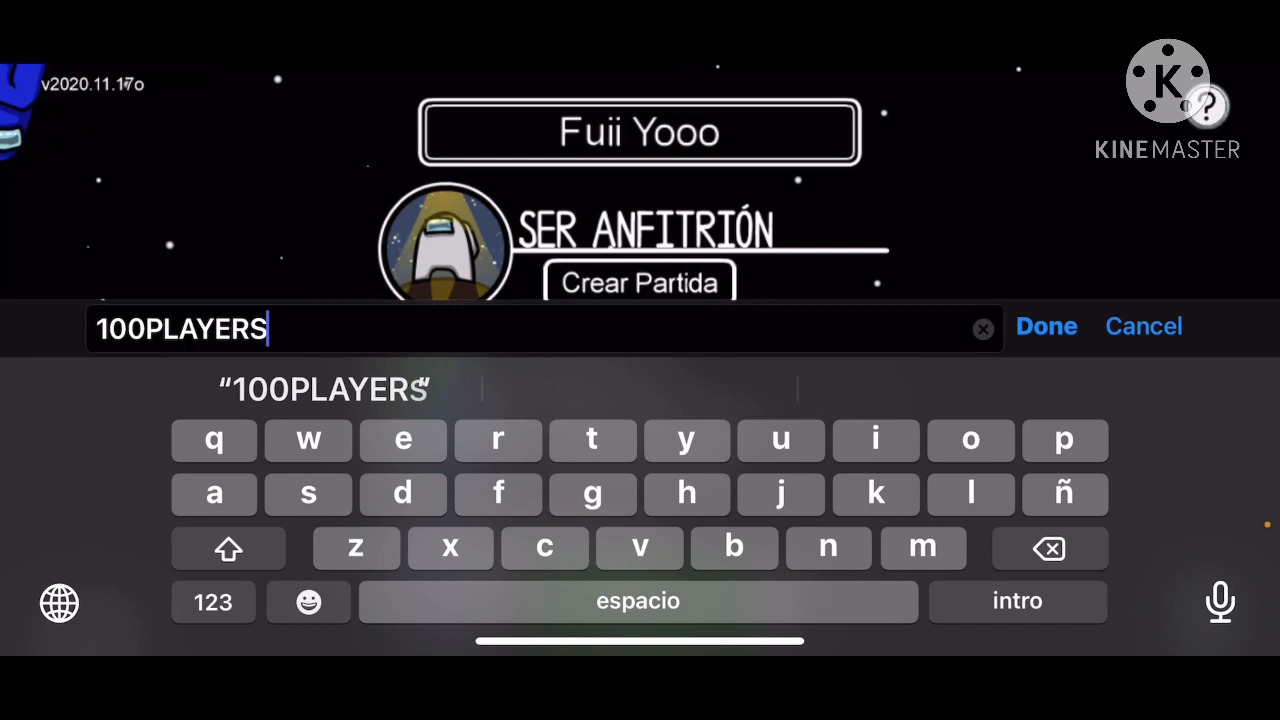 v2020.11.17o
K
?
KINEMASTER
Fuii Yooo
SER ANFITRIÓN
Crear Partida
100PLAYERS
Done
Cancel
“100PLAYERS”
q w e r t y u i o p
a s d f g h j k l ñ
z x c v b n m
123
espacio
intro